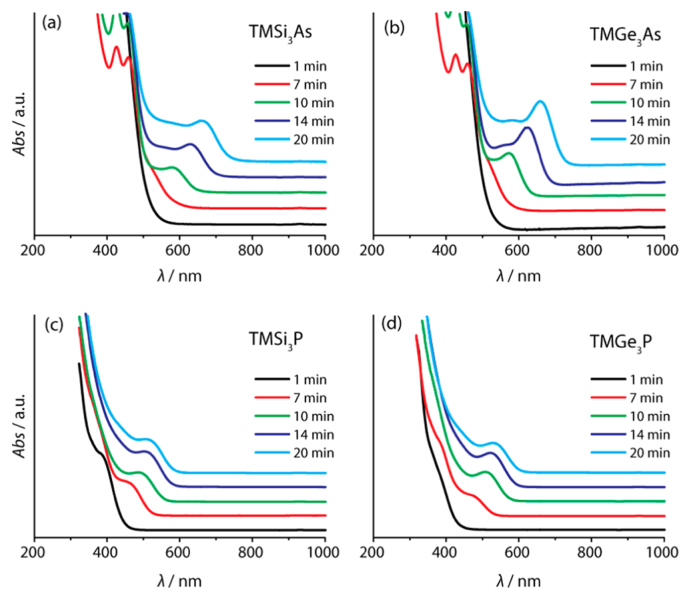 (a)
TMSi₃As
1 min
7 min
10 min
14 min
20 min
Abs / a.u.
200 400 600 800 1000
λ / nm
(b)
TMGe₃As
1 min
7 min
10 min
14 min
20 min
200 400 600 800 1000
λ / nm
(c)
TMSi₃P
1 min
7 min
10 min
14 min
20 min
Abs / a.u.
200 400 600 800 1000
λ / nm
(d)
TMGe₃P
1 min
7 min
10 min
14 min
20 min
200 400 600 800 1000
λ / nm